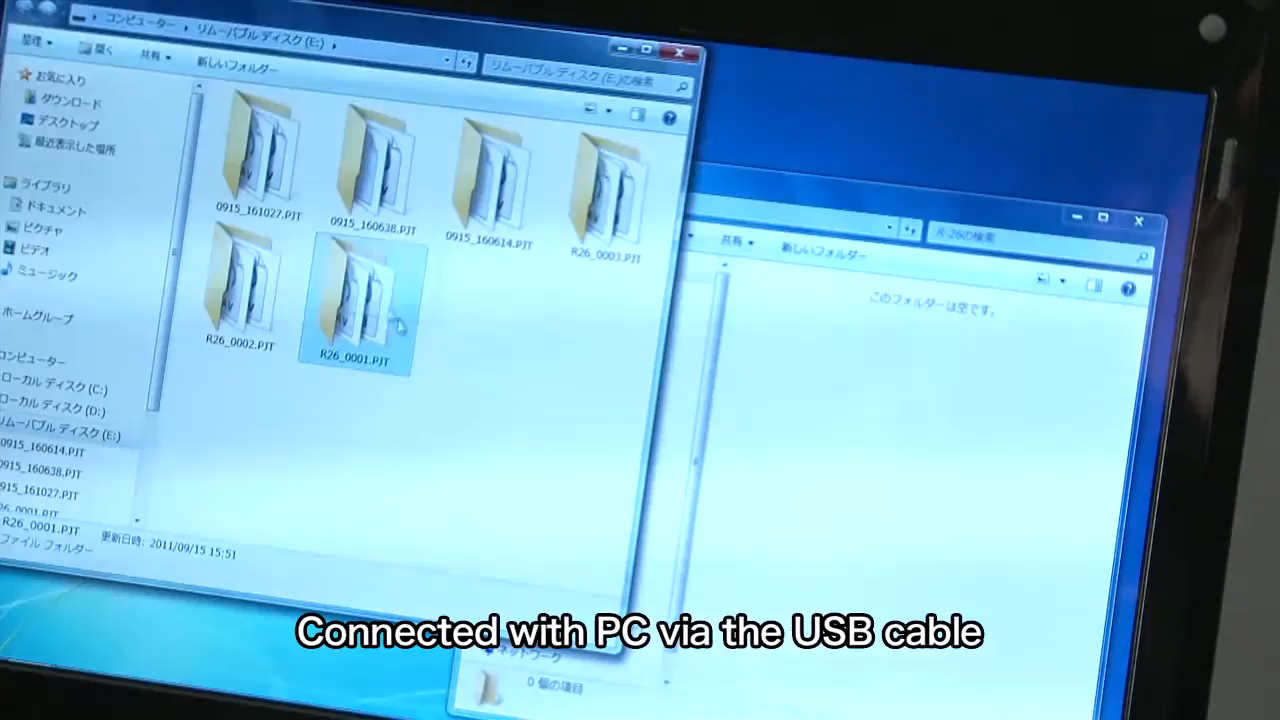 コンピューター ▸ リムーバブル ディスク (E:) ▸
リムーバブル ディスク (E:)の検索
整理 開く 共有 新しいフォルダー
お気に入り
ダウンロード
デスクトップ
最近表示した場所
ライブラリ
ドキュメント
ピクチャ
ビデオ
ミュージック
ホームグループ
コンピューター
ローカル ディスク (C:)
ローカル ディスク (D:)
リムーバブル ディスク (E:)
0915_160614.PJT
0915_160638.PJT
0915_161027.PJT
R26_0001.PJT
0915_161027.PJT
0915_160638.PJT
0915_160614.PJT
R26_0003.PJT
R26_0002.PJT
R26_0001.PJT
R26_0001.PJT 更新日時: 2011/09/15 15:51
ファイル フォルダー
R-26の検索
共有 新しいフォルダー
このフォルダーは空です。
ネットワーク
0 個の項目
Connected with PC via the USB cable